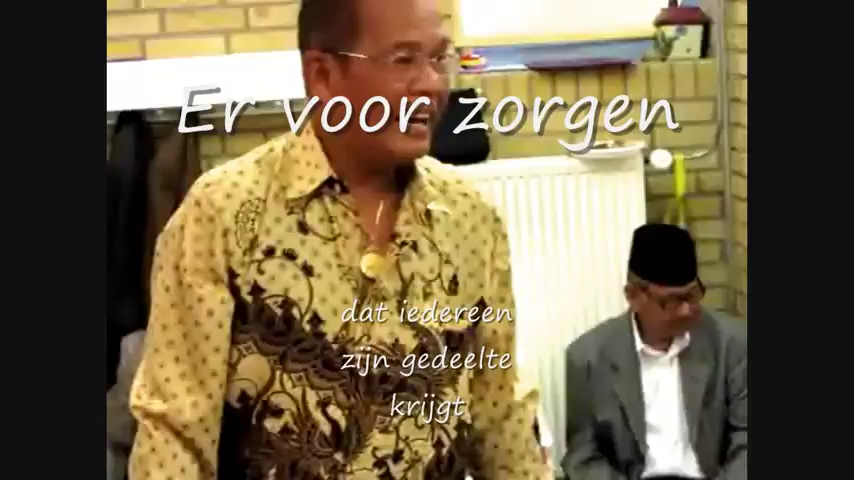 Er voor zorgen
dat iedereen
zijn gedeelte
krijgt